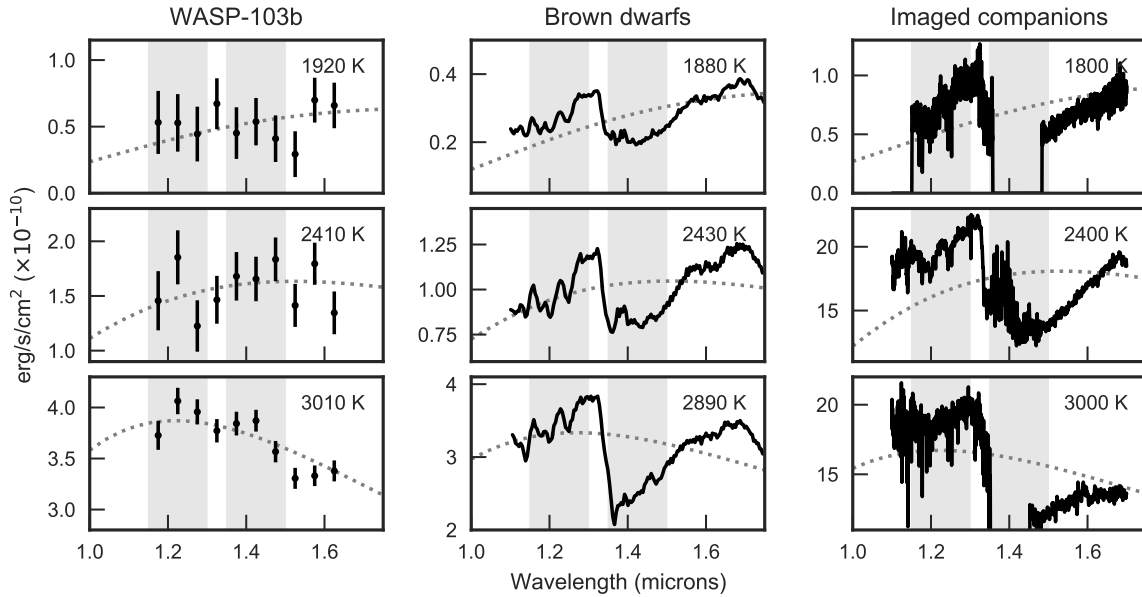 WASP-103b Brown dwarfs Imaged companions
1.0 1920 K 0.4 1880 K 1.0 1800 K
0.5 0.2 0.5
0.0 0.0
2.0 2410 K 1.25 2430 K 20 2400 K
1.5 1.00 15
1.0 0.75
4.0 3010 K 4 2890 K 20 3000 K
3.5 3 15
3.0 2
erg/s/cm² (×10⁻¹⁰)
1.0 1.2 1.4 1.6 1.0 1.2 1.4 1.6 1.0 1.2 1.4 1.6
Wavelength (microns)